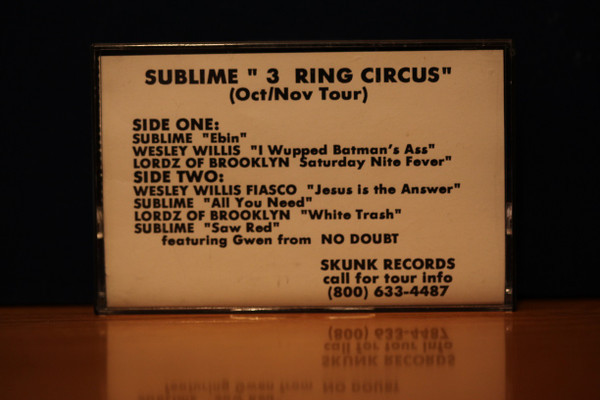 SUBLIME " 3 RING CIRCUS"
(Oct/Nov Tour)
SIDE ONE:
SUBLIME "Ebin"
WESLEY WILLIS "I Wupped Batman's Ass"
LORDZ OF BROOKLYN Saturday Nite Fever"
SIDE TWO:
WESLEY WILLIS FIASCO "Jesus is the Answer"
SUBLIME "All You Need"
LORDZ OF BROOKLYN "White Trash"
SUBLIME "Saw Red"
featuring Gwen from NO DOUBT
SKUNK RECORDS
call for tour info
(800) 633-4487